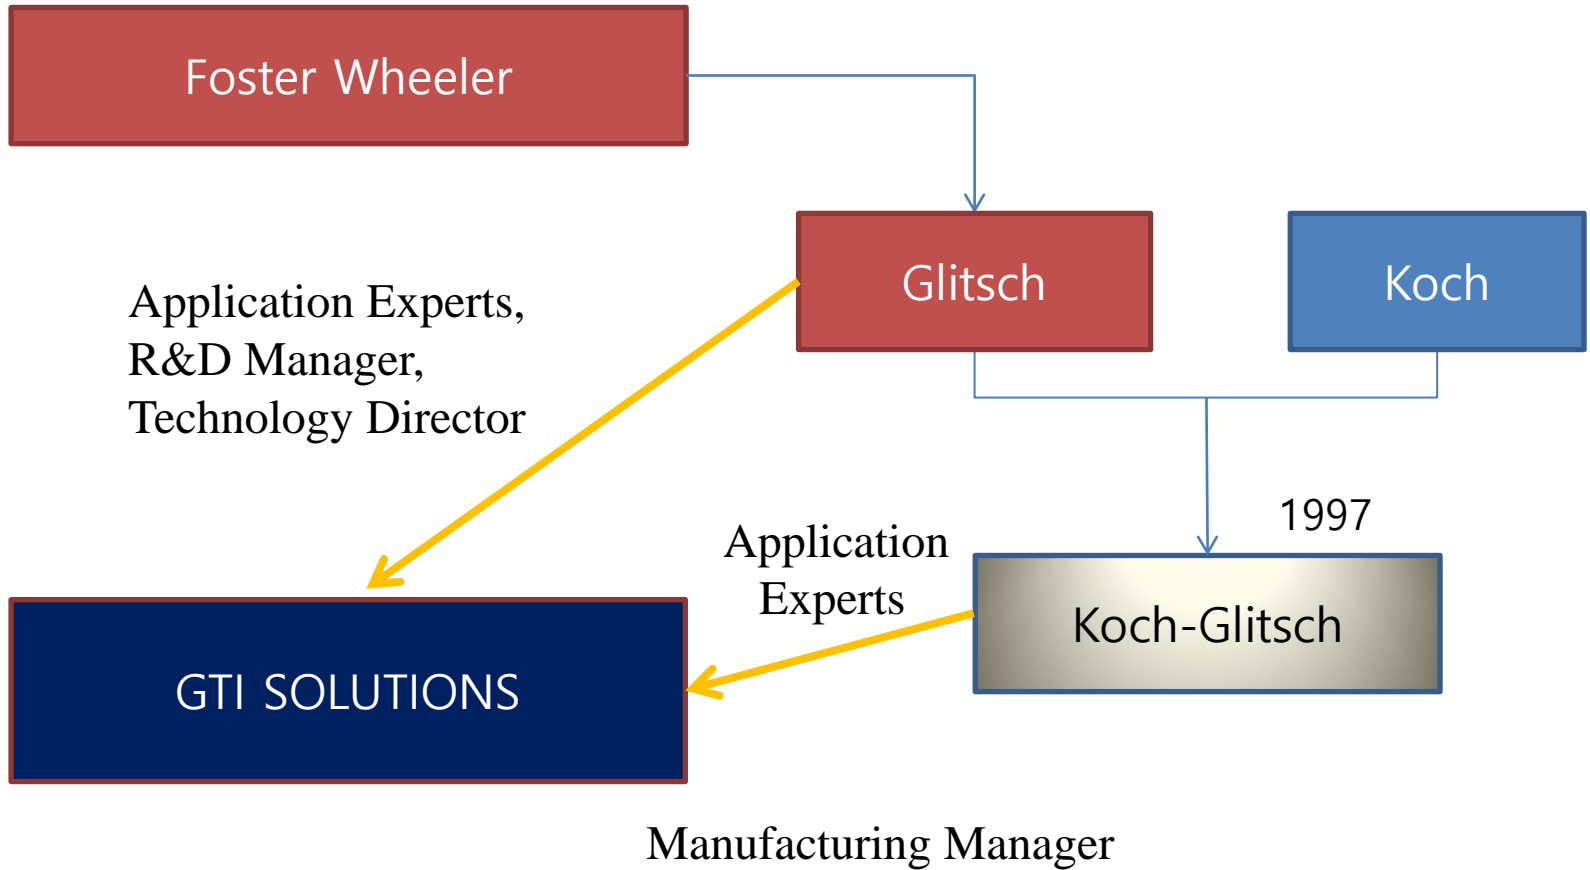 Foster Wheeler
Glitsch
Koch
Application Experts,
R&D Manager,
Technology Director
1997
Application
Experts
Koch-Glitsch
GTI SOLUTIONS
Manufacturing Manager